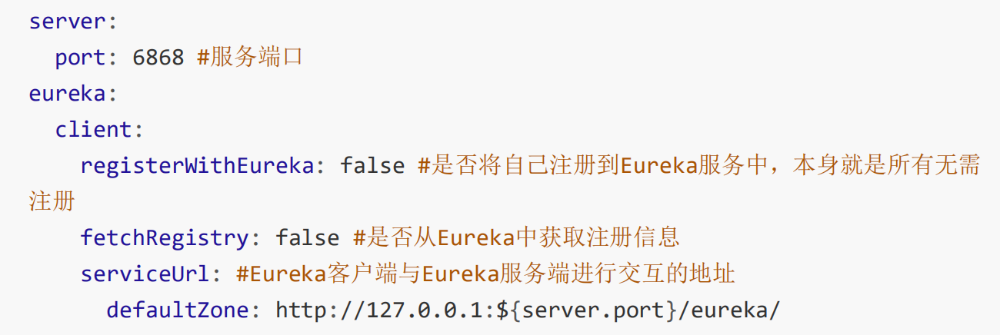 server:
  port: 6868 #服务端口
eureka:
  client:
    registerWithEureka: false #是否将自己注册到Eureka服务中，本身就是所有无需
注册
    fetchRegistry: false #是否从Eureka中获取注册信息
    serviceUrl: #Eureka客户端与Eureka服务端进行交互的地址
      defaultZone: http://127.0.0.1:${server.port}/eureka/